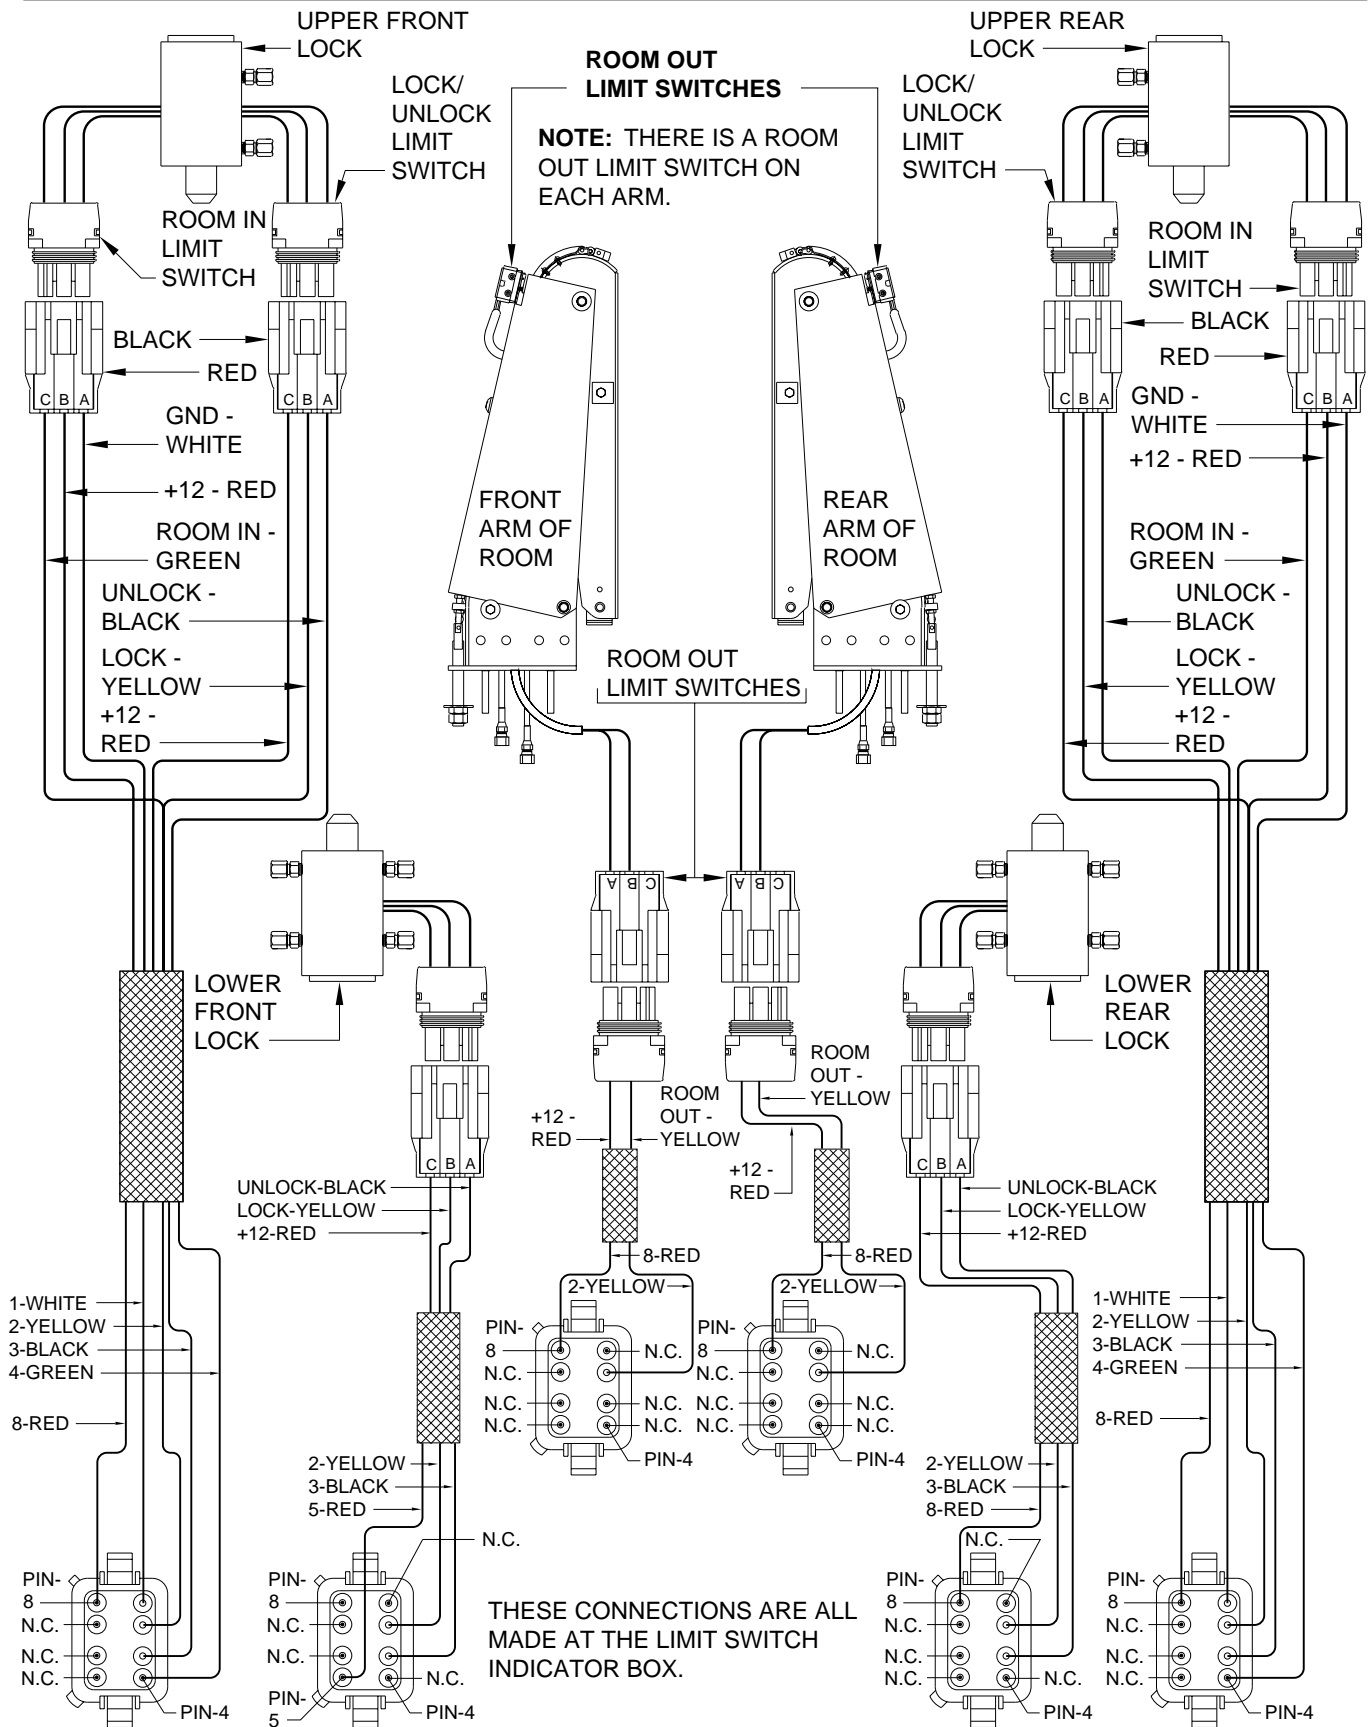 UPPER FRONT
LOCK
ROOM OUT
LIMIT SWITCHES
UPPER REAR
LOCK
LOCK/
UNLOCK
LIMIT
SWITCH
NOTE: THERE IS A ROOM
OUT LIMIT SWITCH ON
EACH ARM.
LOCK/
UNLOCK
LIMIT
SWITCH
ROOM IN
LIMIT
SWITCH
ROOM IN
LIMIT
SWITCH
BLACK
RED
BLACK
RED
C B A
C B A
C B A
C B A
GND -
WHITE
+12 - RED
ROOM IN -
GREEN
UNLOCK -
BLACK
LOCK -
YELLOW
+12 -
RED
FRONT
ARM OF
ROOM
REAR
ARM OF
ROOM
GND -
WHITE
+12 - RED
ROOM IN -
GREEN
UNLOCK -
BLACK
LOCK -
YELLOW
+12 -
RED
ROOM OUT
LIMIT SWITCHES
A B C
A B C
LOWER
FRONT
LOCK
LOWER
REAR
LOCK
C B A
C B A
+12 -
RED
ROOM
OUT -
YELLOW
ROOM
OUT -
YELLOW
+12 -
RED
UNLOCK-BLACK
LOCK-YELLOW
+12-RED
UNLOCK-BLACK
LOCK-YELLOW
+12-RED
8-RED
2-YELLOW
8-RED
2-YELLOW
1-WHITE
2-YELLOW
3-BLACK
4-GREEN
8-RED
1-WHITE
2-YELLOW
3-BLACK
4-GREEN
8-RED
PIN-
8
N.C.
N.C.
N.C.
N.C.
N.C.
N.C.
PIN-4
PIN-
8
N.C.
N.C.
N.C.
N.C.
N.C.
N.C.
PIN-4
2-YELLOW
3-BLACK
5-RED
2-YELLOW
3-BLACK
8-RED
PIN-
8
N.C.
N.C.
N.C.
PIN-4
N.C.
PIN-
8
N.C.
N.C.
PIN-
5
N.C.
PIN-4
THESE CONNECTIONS ARE ALL
MADE AT THE LIMIT SWITCH
INDICATOR BOX.
N.C.
PIN-
8
N.C.
N.C.
N.C.
N.C.
PIN-4
PIN-
8
N.C.
N.C.
N.C.
PIN-4